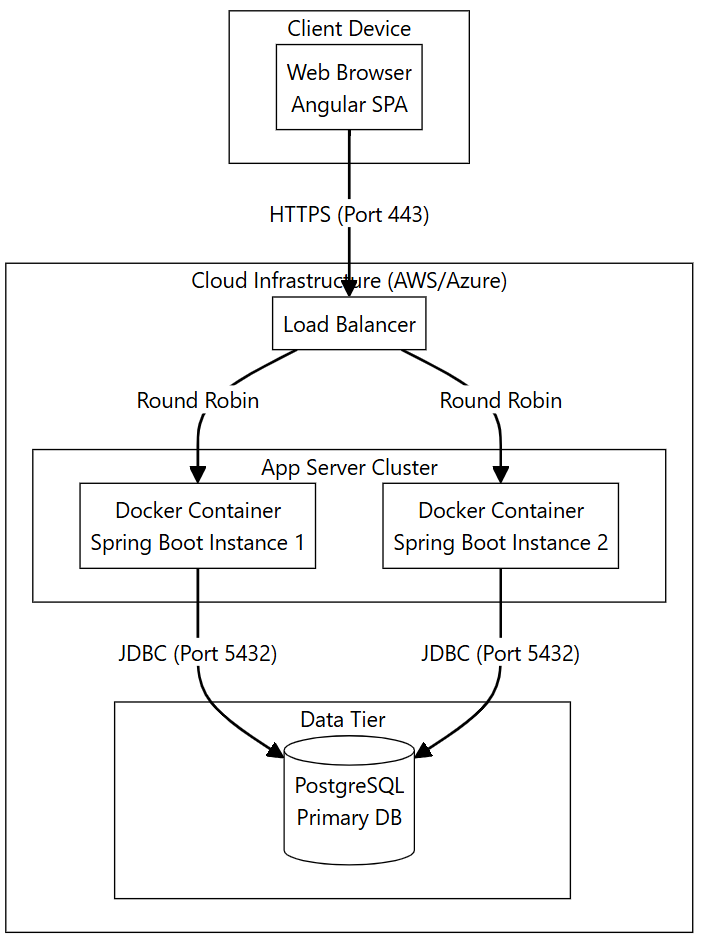 Client Device
Web Browser
Angular SPA
HTTPS (Port 443)
Cloud Infrastructure (AWS/Azure)
Load Balancer
Round Robin
Round Robin
App Server Cluster
Docker Container
Spring Boot Instance 1
Docker Container
Spring Boot Instance 2
JDBC (Port 5432)
JDBC (Port 5432)
Data Tier
PostgreSQL
Primary DB